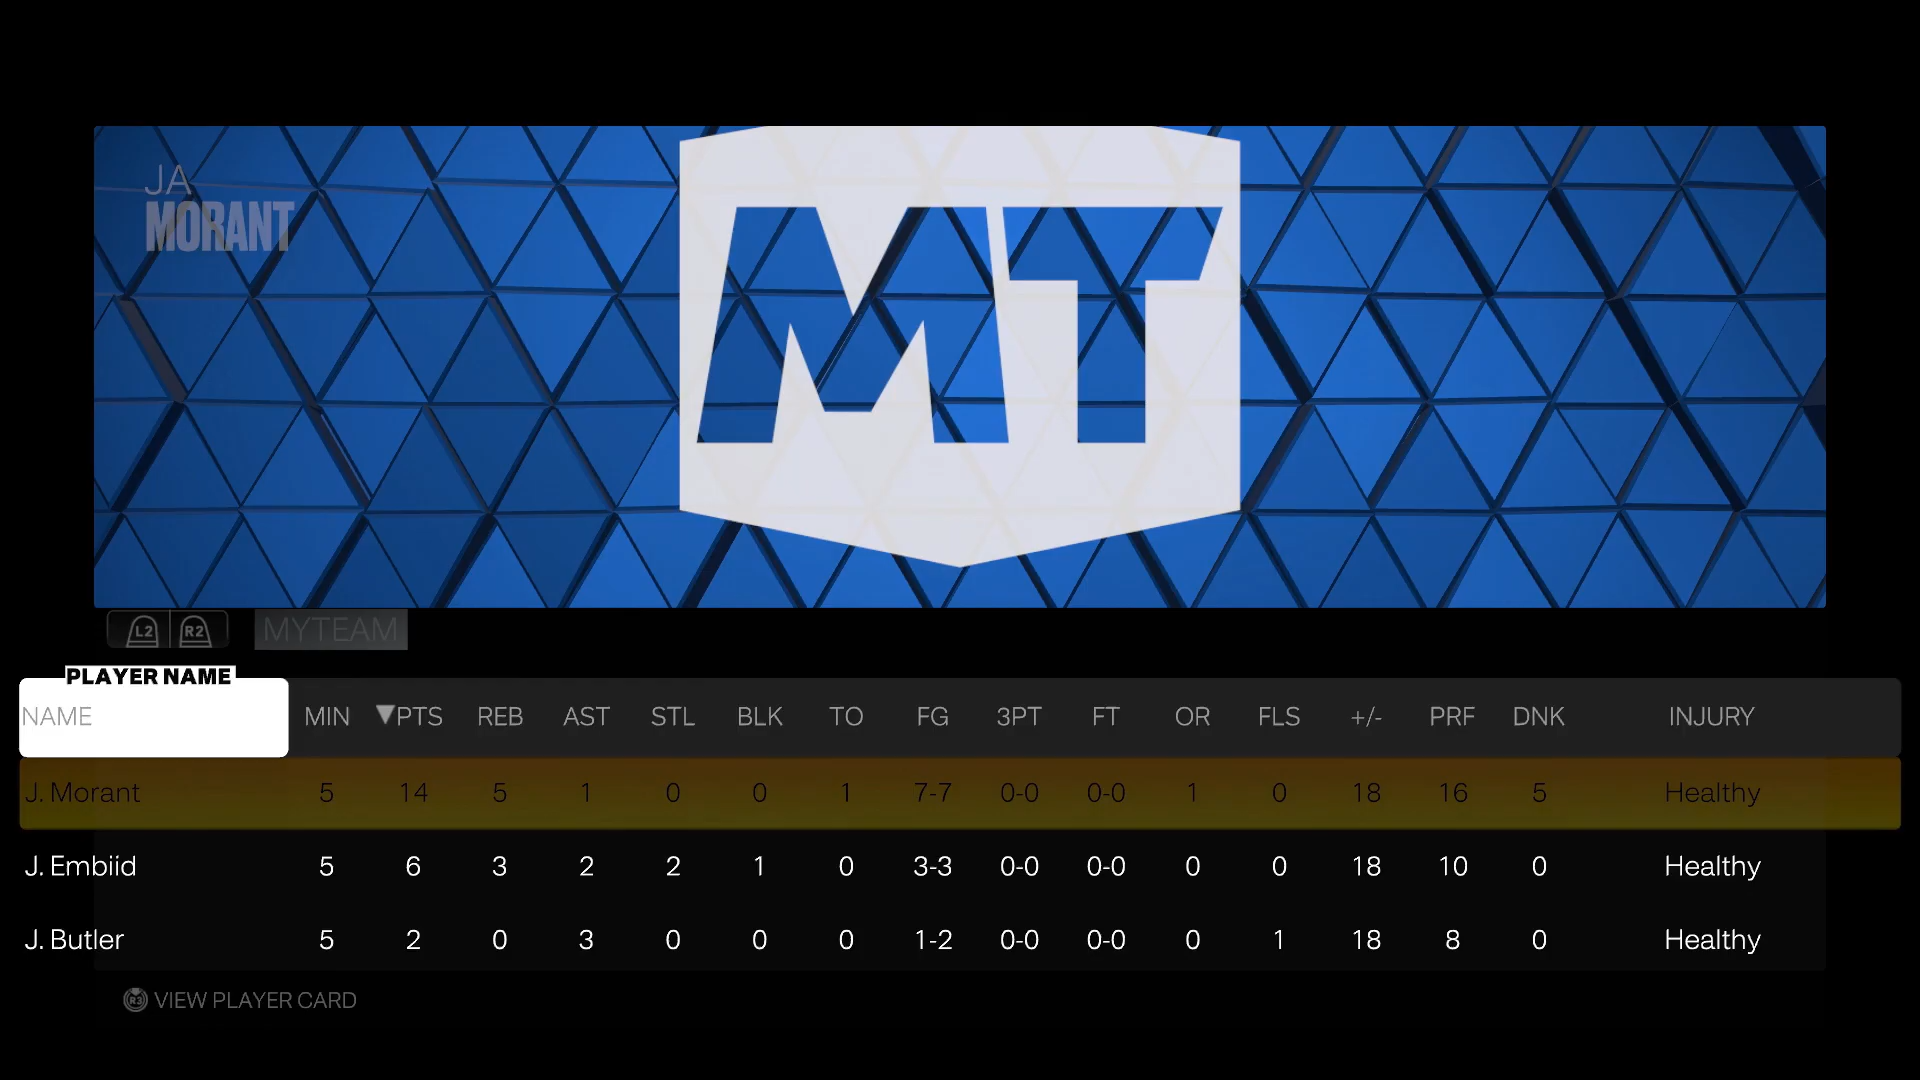 JA
MORANT
MT
L2 R2 MYTEAM
PLAYER NAME
NAME MIN ▼PTS REB AST STL BLK TO FG 3PT FT OR FLS +/- PRF DNK INJURY
J. Morant 5 14 5 1 0 0 1 7-7 0-0 0-0 1 0 18 16 5 Healthy
J. Embiid 5 6 3 2 2 1 0 3-3 0-0 0-0 0 0 18 10 0 Healthy
J. Butler 5 2 0 3 0 0 0 1-2 0-0 0-0 0 1 18 8 0 Healthy
R3 VIEW PLAYER CARD